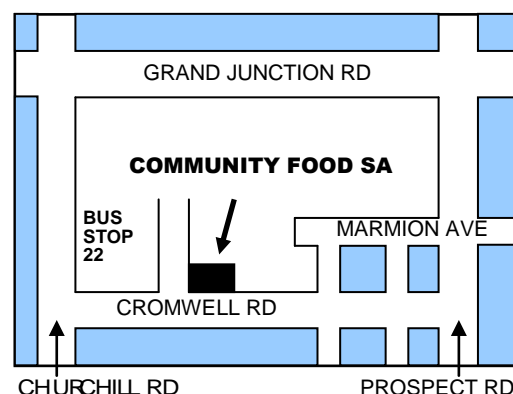 GRAND JUNCTION RD
COMMUNITY FOOD SA
BUS
STOP
22
MARMION AVE
CROMWELL RD
CHURCHILL RD
PROSPECT RD